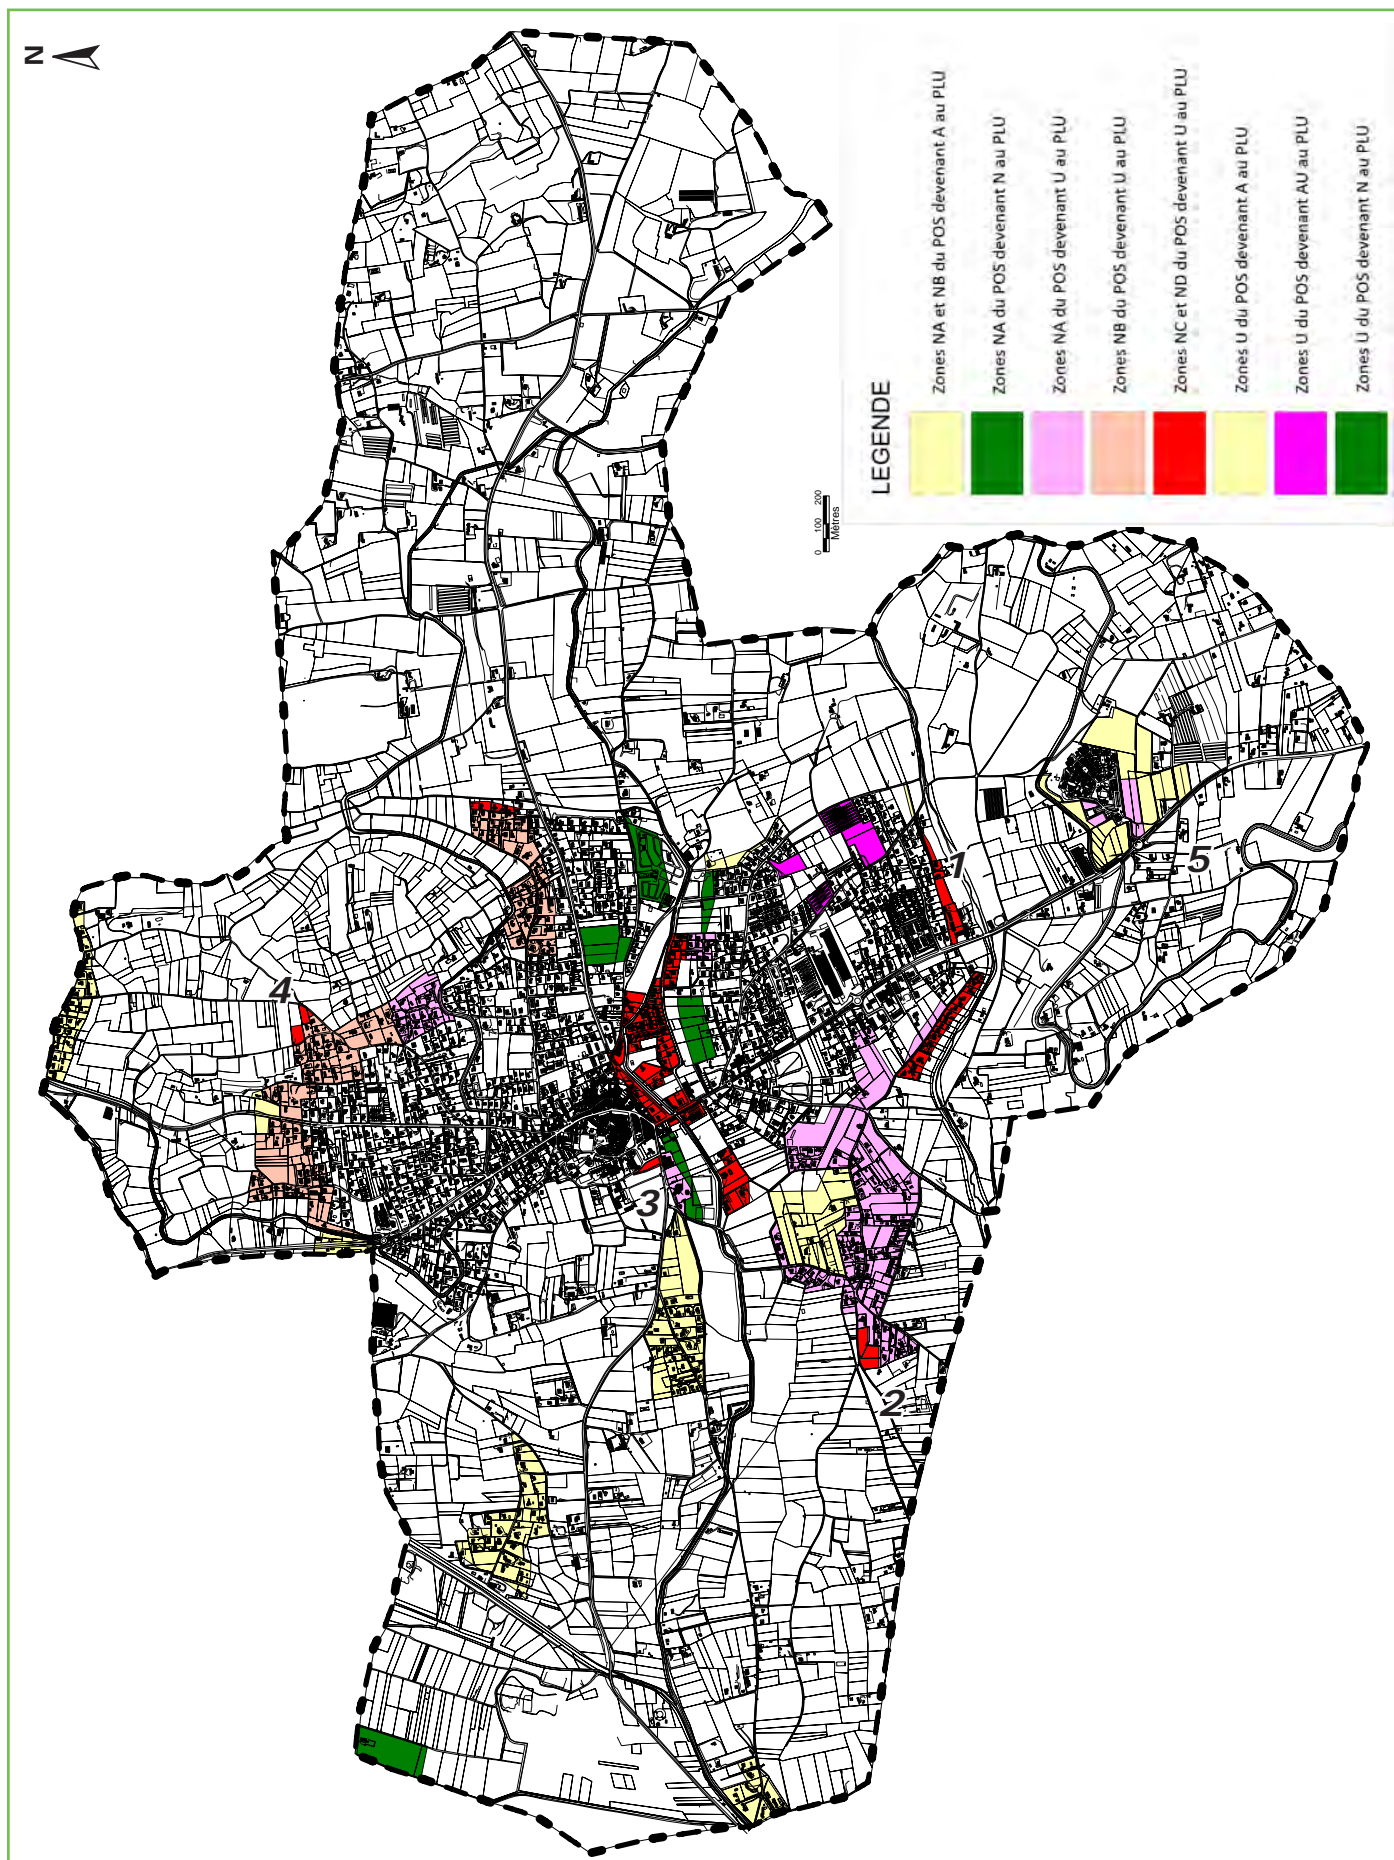 N
LEGENDE
Zones NA et NB du POS devenant A au PLU
Zones NA du POS devenant N au PLU
Zones NA du POS devenant U au PLU
Zones NB du POS devenant U au PLU
Zones NC et ND du POS devenant U au PLU
Zones U du POS devenant A au PLU
Zones U du POS devenant AU au PLU
Zones U du POS devenant N au PLU
0 100 200
Mètres
4
1
5
3
2